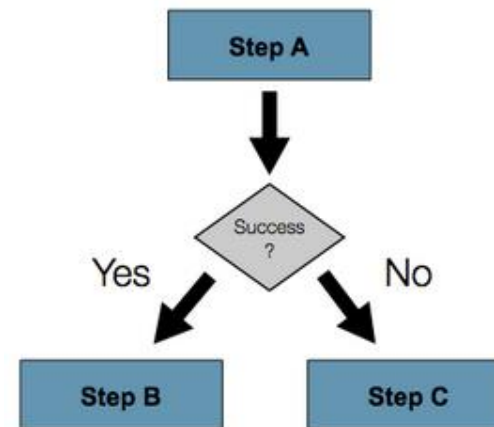 Step A
Success
?
Yes
No
Step B
Step C